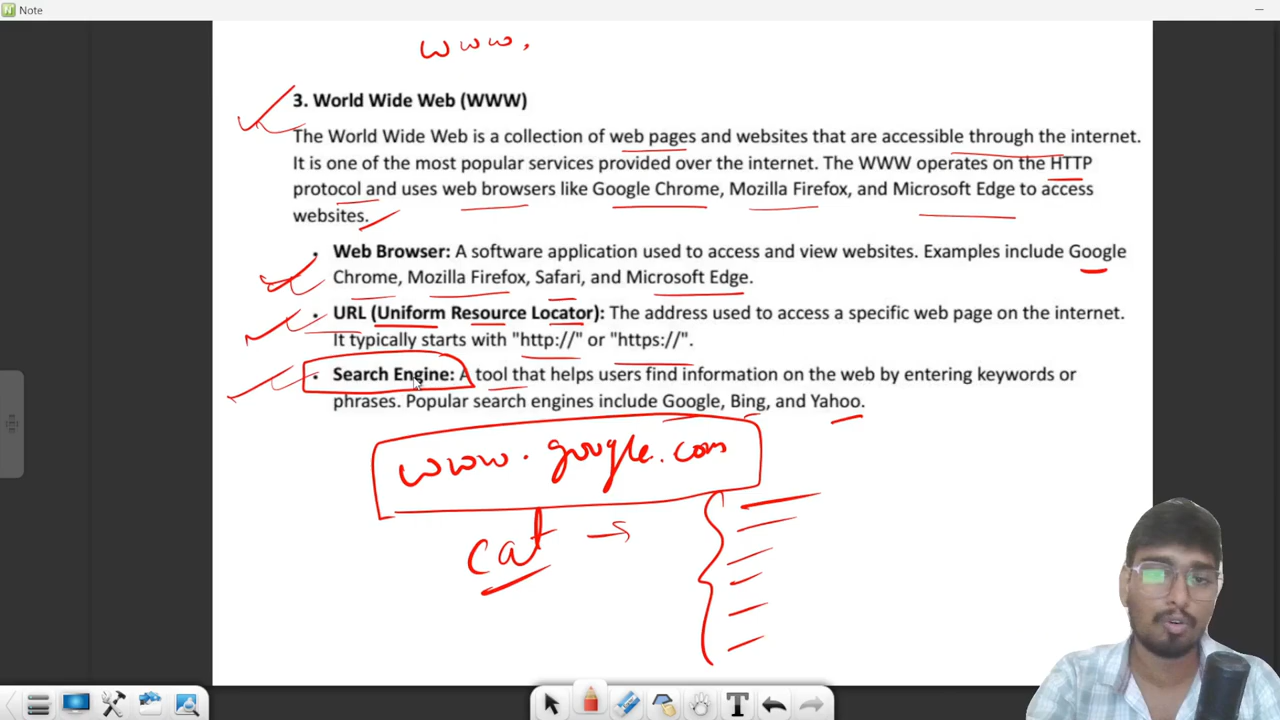 Note
www.
3. World Wide Web (WWW)
The World Wide Web is a collection of web pages and websites that are accessible through the internet.
It is one of the most popular services provided over the internet. The WWW operates on the HTTP
protocol and uses web browsers like Google Chrome, Mozilla Firefox, and Microsoft Edge to access
websites.
• Web Browser: A software application used to access and view websites. Examples include Google
Chrome, Mozilla Firefox, Safari, and Microsoft Edge.
• URL (Uniform Resource Locator): The address used to access a specific web page on the internet.
It typically starts with "http://" or "https://".
• Search Engine: A tool that helps users find information on the web by entering keywords or
phrases. Popular search engines include Google, Bing, and Yahoo.
www.google.com
cat →
T